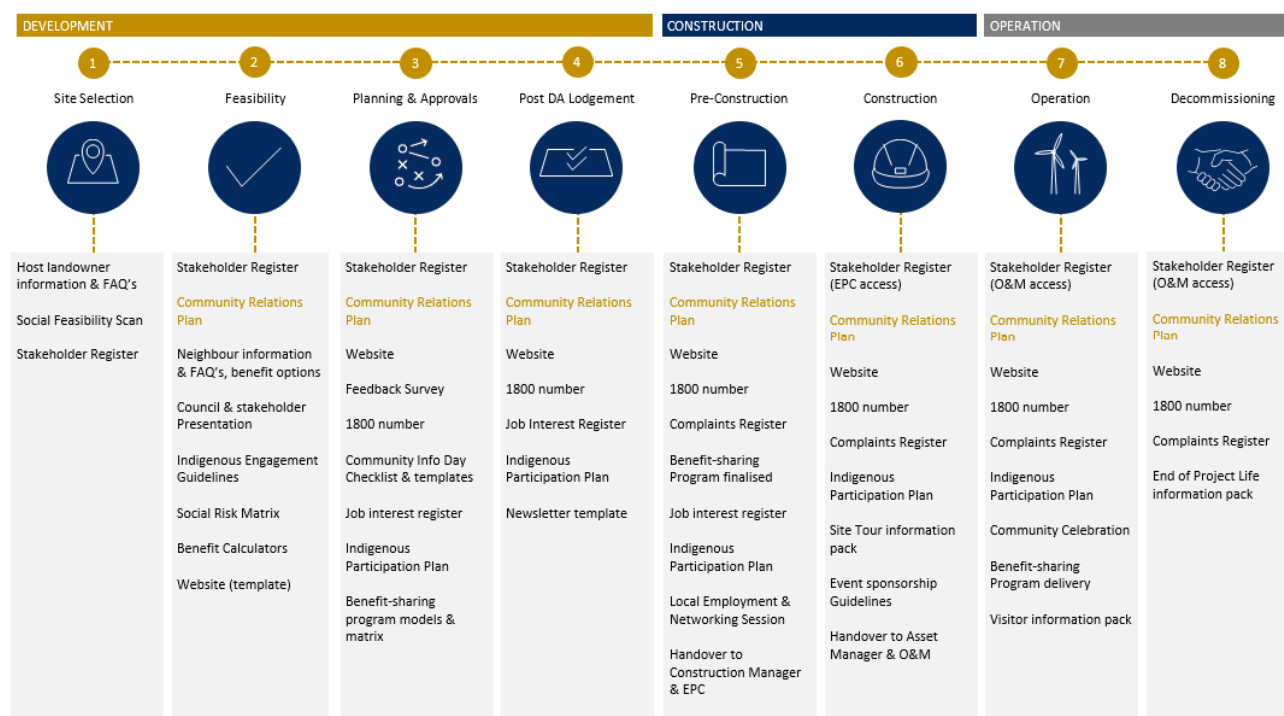 DEVELOPMENT
CONSTRUCTION
OPERATION
1
2
3
4
5
6
7
8
Site Selection
Feasibility
Planning & Approvals
Post DA Lodgement
Pre-Construction
Construction
Operation
Decommissioning
Host landowner
information & FAQ's
Social Feasibility Scan
Stakeholder Register
Stakeholder Register
Community Relations
Plan
Neighbour information
& FAQ's, benefit options
Council & stakeholder
Presentation
Indigenous Engagement
Guidelines
Social Risk Matrix
Benefit Calculators
Website (template)
Stakeholder Register
Community Relations
Plan
Website
Feedback Survey
1800 number
Community Info Day
Checklist & templates
Job interest register
Indigenous
Participation Plan
Benefit-sharing
program models &
matrix
Stakeholder Register
Community Relations
Plan
Website
1800 number
Job Interest Register
Indigenous
Participation Plan
Newsletter template
Stakeholder Register
Community Relations
Plan
Website
1800 number
Complaints Register
Benefit-sharing
Program finalised
Job interest register
Indigenous
Participation Plan
Local Employment &
Networking Session
Handover to
Construction Manager
& EPC
Stakeholder Register
(EPC access)
Community Relations
Plan
Website
1800 number
Complaints Register
Indigenous
Participation Plan
Site Tour information
pack
Event sponsorship
Guidelines
Handover to Asset
Manager & O&M
Stakeholder Register
(O&M access)
Community Relations
Plan
Website
1800 number
Complaints Register
Indigenous
Participation Plan
Community Celebration
Benefit-sharing
Program delivery
Visitor information pack
Stakeholder Register
(O&M access)
Community Relations
Plan
Website
1800 number
Complaints Register
End of Project Life
information pack